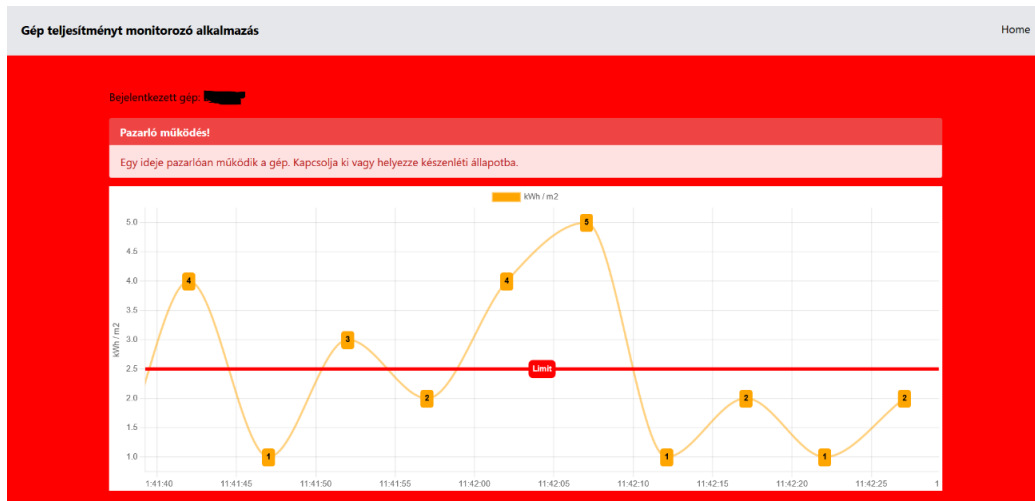 Gép teljesítményt monitorozó alkalmazás
Home
Bejelentkezett gép:
Pazarló működés!
Egy ideje pazarlóan működik a gép. Kapcsolja ki vagy helyezze készenléti állapotba.
kWh / m2
5.0
4.5
4.0
3.5
3.0
2.5
2.0
1.5
1.0
kWh / m2
4
1
3
2
4
Limit
5
1
2
1
2
1:41:40 11:41:45 11:41:50 11:41:55 11:42:00 11:42:05 11:42:10 11:42:15 11:42:20 11:42:25 1